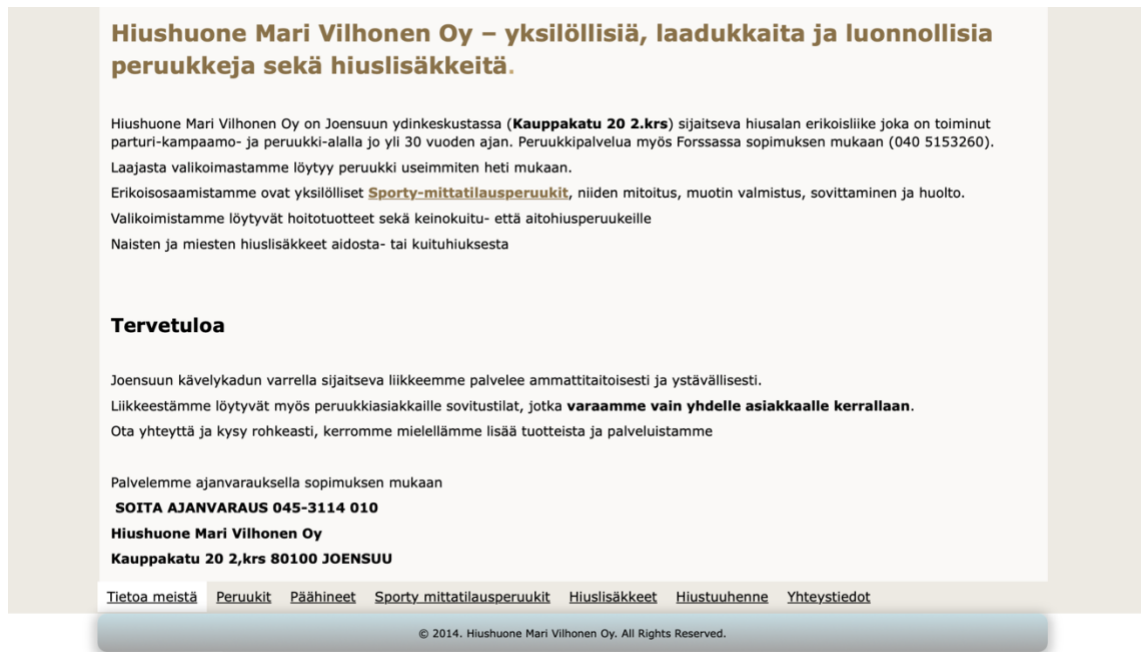 Hiushuone Mari Vilhonen Oy – yksilöllisiä, laadukkaita ja luonnollisia
peruukkeja sekä hiuslisäkkeitä.
Hiushuone Mari Vilhonen Oy on Joensuun ydinkeskustassa (Kauppakatu 20 2.krs) sijaitseva hiusalan erikoisliike joka on toiminut
parturi-kampaamo- ja peruukki-alalla jo yli 30 vuoden ajan. Peruukkipalvelua myös Forssassa sopimuksen mukaan (040 5153260).
Laajasta valikoimastamme löytyy peruukki useimmiten heti mukaan.
Erikoisosaamistamme ovat yksilölliset Sporty-mittatilausperuukit, niiden mitoitus, muotin valmistus, sovittaminen ja huolto.
Valikoimistamme löytyvät hoitotuotteet sekä keinokuitu- että aitohiusperuukeille
Naisten ja miesten hiuslisäkkeet aidosta- tai kuituhiuksesta
Tervetuloa
Joensuun kävelykadun varrella sijaitseva liikkeemme palvelee ammattitaitoisesti ja ystävällisesti.
Liikkeestämme löytyvät myös peruukkiasiakkaille sovitustilat, jotka varaamme vain yhdelle asiakkaalle kerrallaan.
Ota yhteyttä ja kysy rohkeasti, kerromme mielellämme lisää tuotteista ja palveluistamme
Palvelemme ajanvarauksella sopimuksen mukaan
SOITA AJANVARAUS 045-3114 010
Hiushuone Mari Vilhonen Oy
Kauppakatu 20 2,krs 80100 JOENSUU
Tietoa meistä Peruukit Päähineet Sporty mittatilausperuukit Hiuslisäkkeet Hiustuuhenne Yhteystiedot
© 2014. Hiushuone Mari Vilhonen Oy. All Rights Reserved.